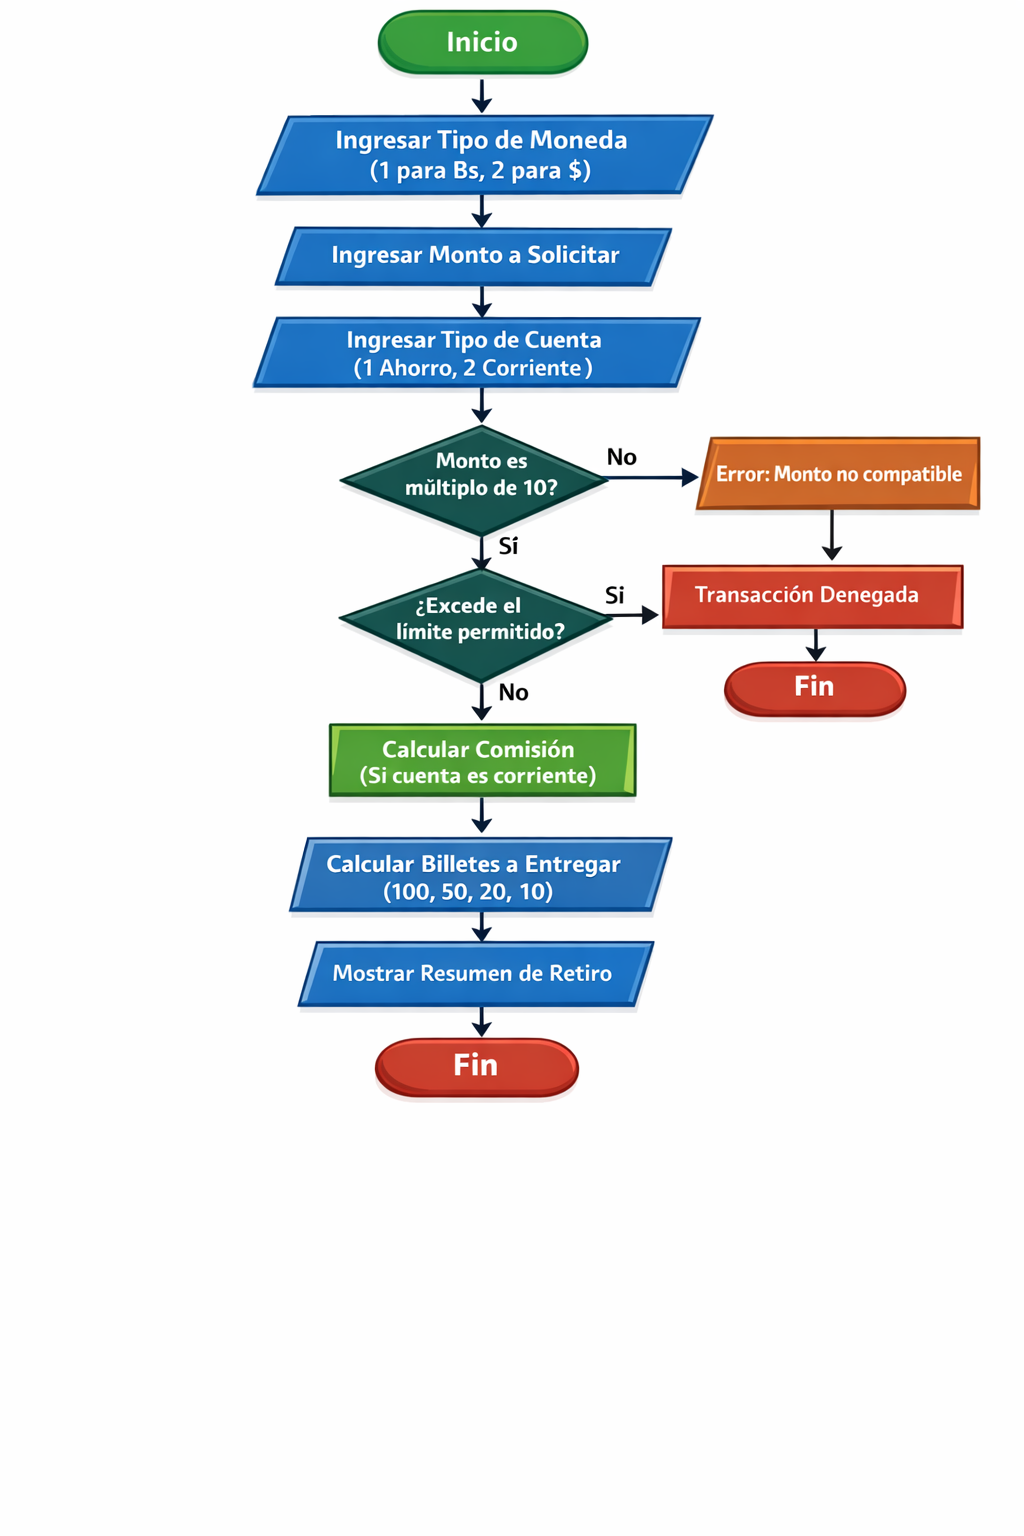 Inicio
Ingresar Tipo de Moneda
(1 para Bs, 2 para $)
Ingresar Monto a Solicitar
Ingresar Tipo de Cuenta
(1 Ahorro, 2 Corriente)
Monto es
mŭltiplo de 10?
No
Error: Monto no compatible
Sí
¿Excede el
límite permitido?
Si
Transacción Denegada
Fin
No
Calcular Comisión
(Si cuenta es corriente)
Calcular Billetes a Entregar
(100, 50, 20, 10)
Mostrar Resumen de Retiro
Fin